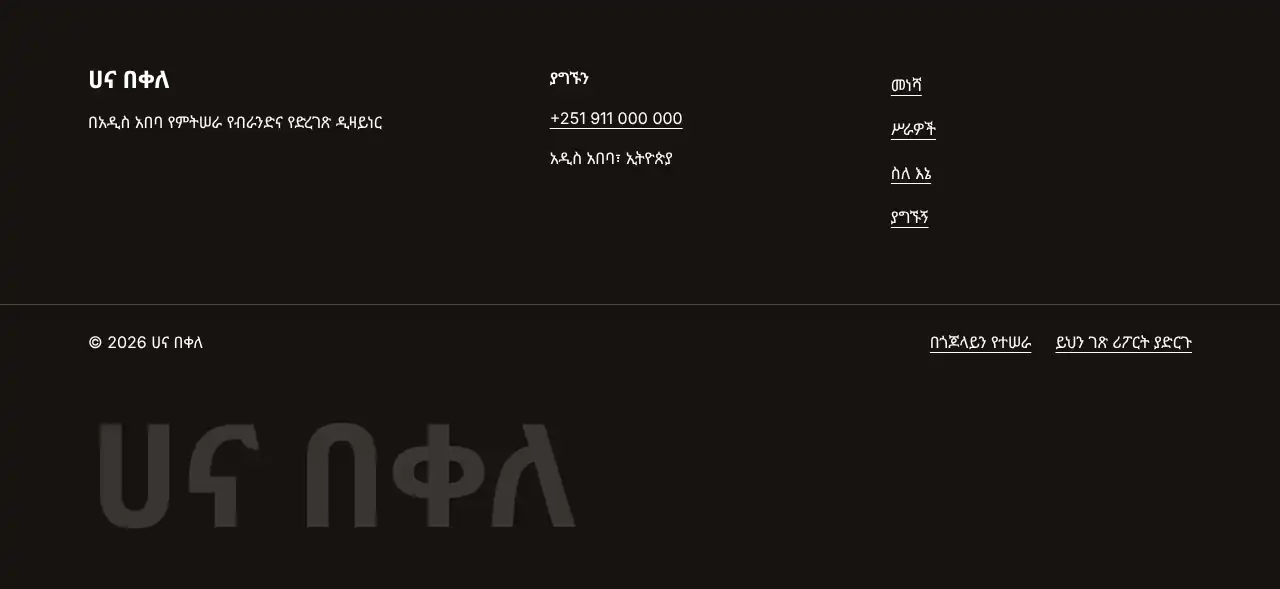 ሀና በቀለ
በአዲስ አበባ የምትሠራ የብራንድና የድረገጽ ዲዛይነር
ያግኙን
+251 911 000 000
አዲስ አበባ፣ ኢትዮጵያ
መነሻ
ሥራዎች
ስለ እኔ
ያግኙኝ
© 2026 ሀና በቀለ
በጎጆላይን የተሠራ
ይህን ገጽ ሪፖርት ያድርጉ
ሀና በቀለ